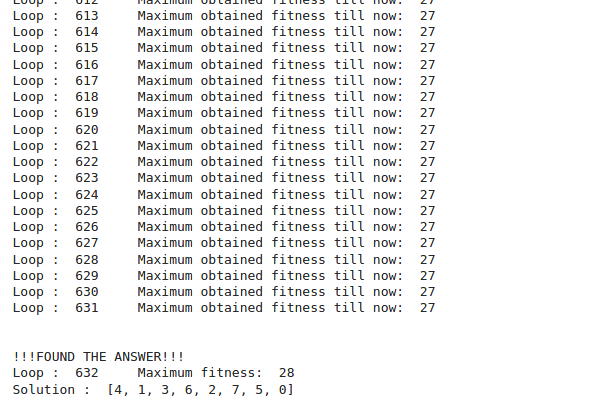 Loop :  612     Maximum obtained fitness till now:  27
Loop :  613     Maximum obtained fitness till now:  27
Loop :  614     Maximum obtained fitness till now:  27
Loop :  615     Maximum obtained fitness till now:  27
Loop :  616     Maximum obtained fitness till now:  27
Loop :  617     Maximum obtained fitness till now:  27
Loop :  618     Maximum obtained fitness till now:  27
Loop :  619     Maximum obtained fitness till now:  27
Loop :  620     Maximum obtained fitness till now:  27
Loop :  621     Maximum obtained fitness till now:  27
Loop :  622     Maximum obtained fitness till now:  27
Loop :  623     Maximum obtained fitness till now:  27
Loop :  624     Maximum obtained fitness till now:  27
Loop :  625     Maximum obtained fitness till now:  27
Loop :  626     Maximum obtained fitness till now:  27
Loop :  627     Maximum obtained fitness till now:  27
Loop :  628     Maximum obtained fitness till now:  27
Loop :  629     Maximum obtained fitness till now:  27
Loop :  630     Maximum obtained fitness till now:  27
Loop :  631     Maximum obtained fitness till now:  27
!!!FOUND THE ANSWER!!!
Loop :  632     Maximum fitness:  28
Solution :  [4, 1, 3, 6, 2, 7, 5, 0]